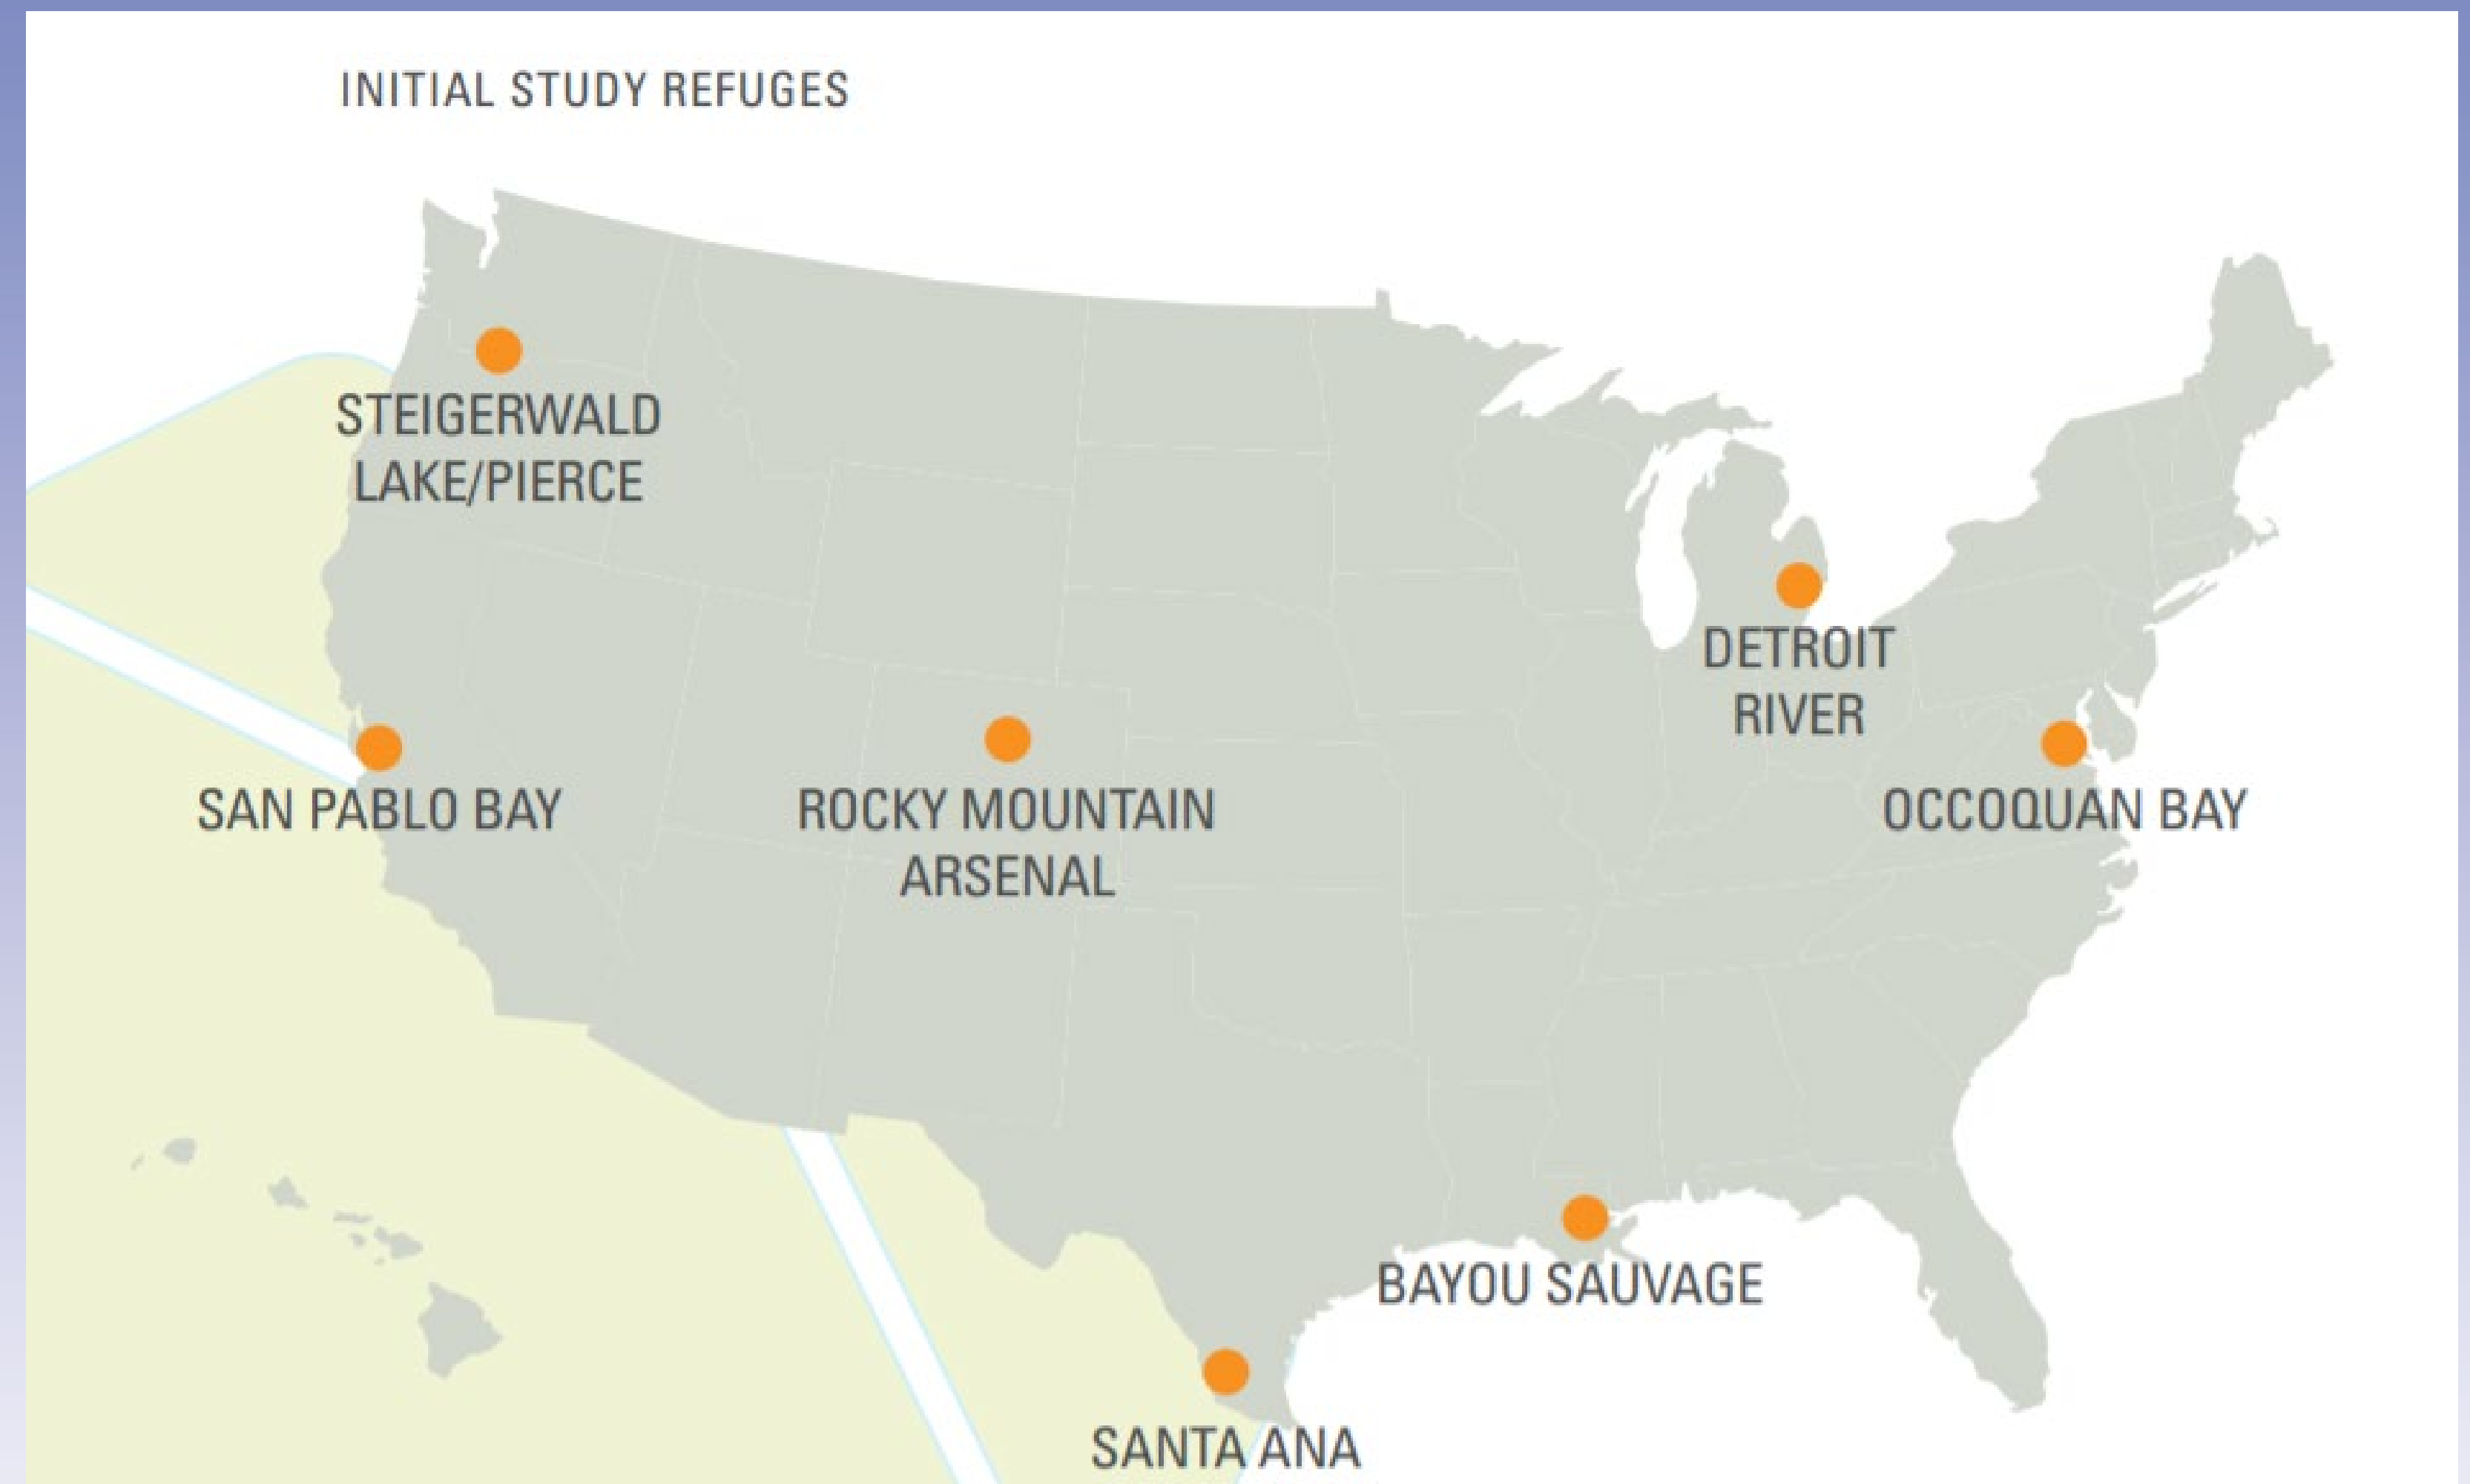 INITIAL STUDY REFUGES
STEIGERWALD
LAKE/PIERCE
DETROIT
RIVER
SAN PABLO BAY
ROCKY MOUNTAIN
ARSENAL
OCCOQUAN BAY
BAYOU SAUVAGE
SANTA ANA